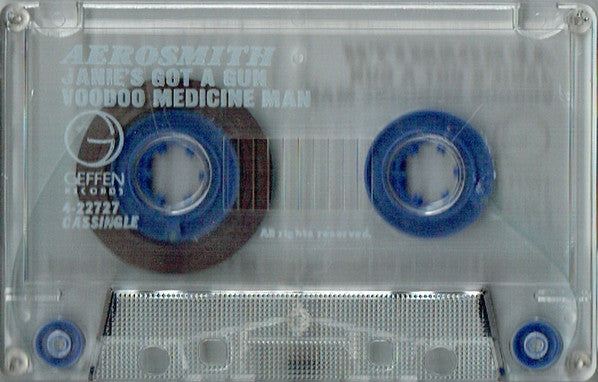 AEROSMITH
JANIE'S GOT A GUN
VOODOO MEDICINE MAN
GEFFEN
RECORDS
4-22727
CASSINGLE
All rights reserved.